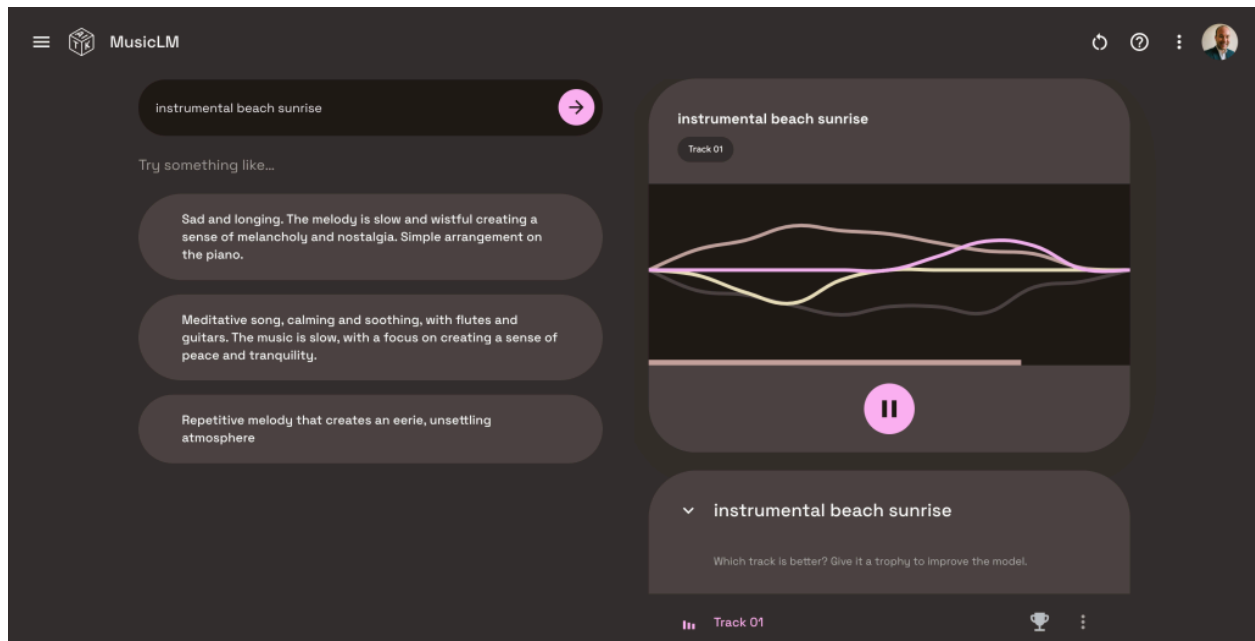 MusicLM
instrumental beach sunrise
Try something like...
Sad and longing. The melody is slow and wistful creating a
sense of melancholy and nostalgia. Simple arrangement on
the piano.
Meditative song, calming and soothing, with flutes and
guitars. The music is slow, with a focus on creating a sense of
peace and tranquility.
Repetitive melody that creates an eerie, unsettling
atmosphere
instrumental beach sunrise
Track 01
instrumental beach sunrise
Which track is better? Give it a trophy to improve the model.
Track 01